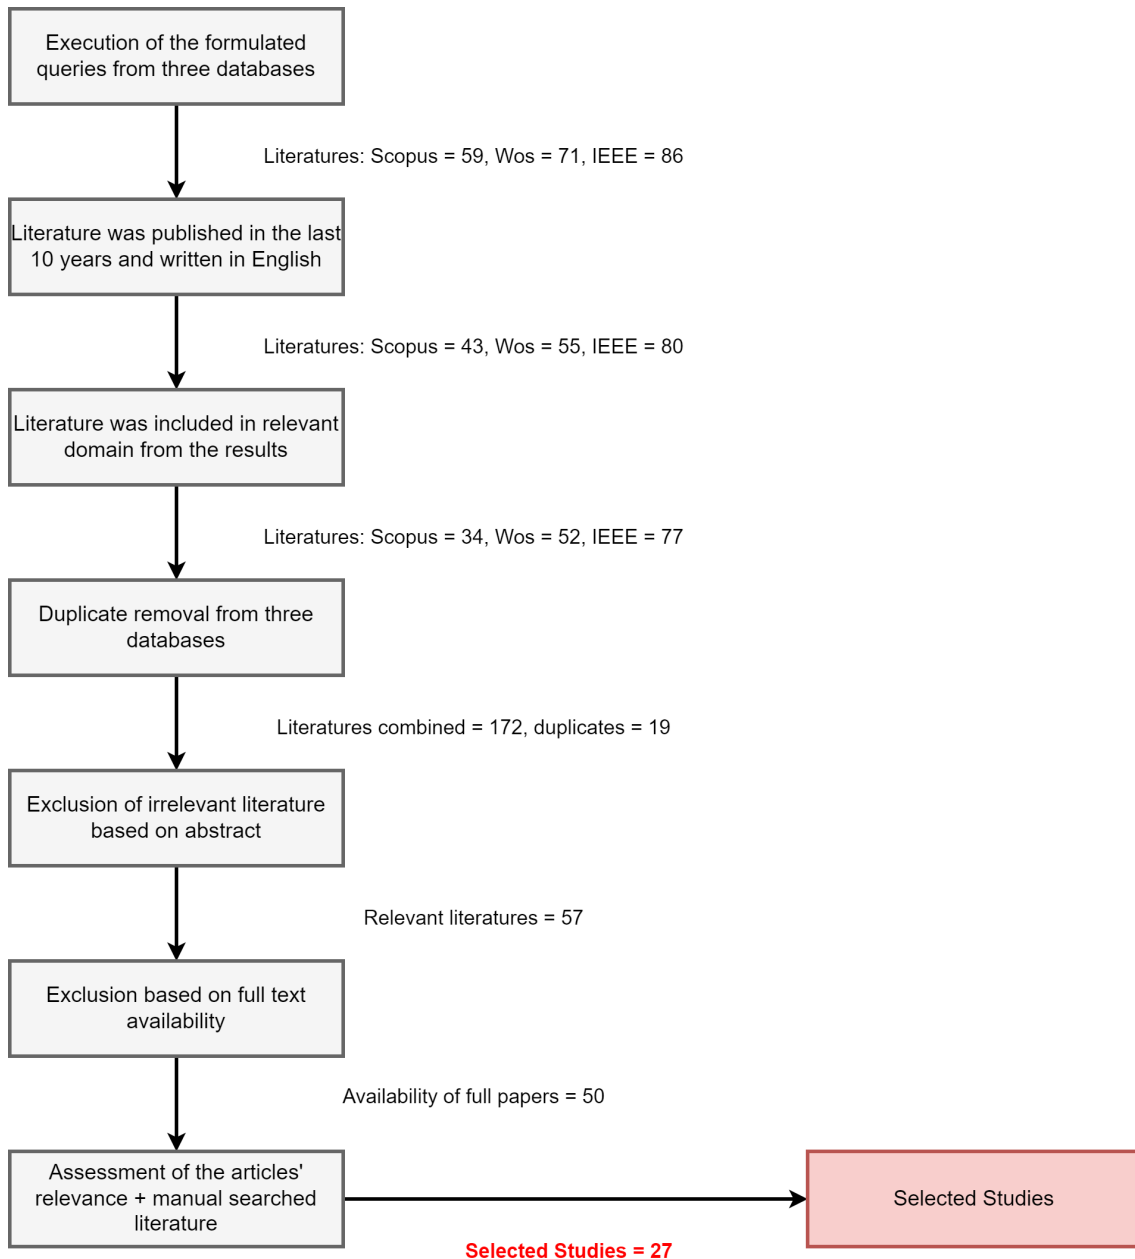 Execution of the formulated
queries from three databases
Literatures: Scopus = 59, Wos = 71, IEEE = 86
Literature was published in the last
10 years and written in English
Literatures: Scopus = 43, Wos = 55, IEEE = 80
Literature was included in relevant
domain from the results
Literatures: Scopus = 34, Wos = 52, IEEE = 77
Duplicate removal from three
databases
Literatures combined = 172, duplicates = 19
Exclusion of irrelevant literature
based on abstract
Relevant literatures = 57
Exclusion based on full text
availability
Availability of full papers = 50
Assessment of the articles'
relevance + manual searched
literature
Selected Studies
Selected Studies = 27